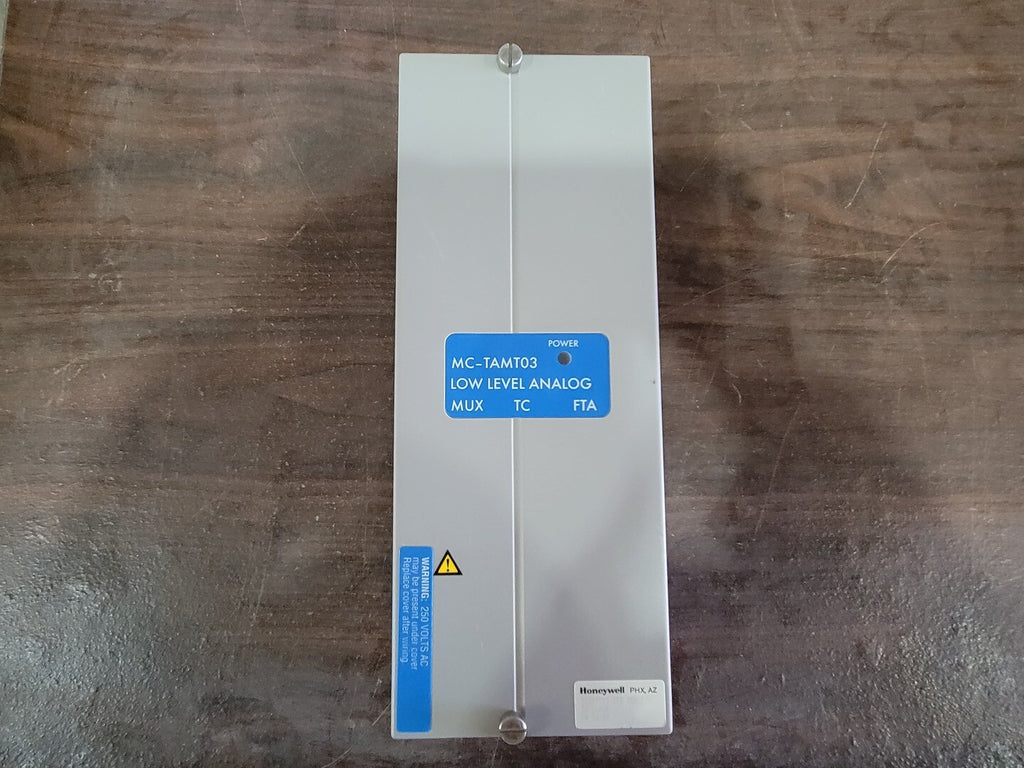 POWER
MC-TAMT03
LOW LEVEL ANALOG
MUX TC FTA
WARNING: 250 VOLTS AC
may be present under cover
Replace cover after wiring.
Honeywell PHX, AZ